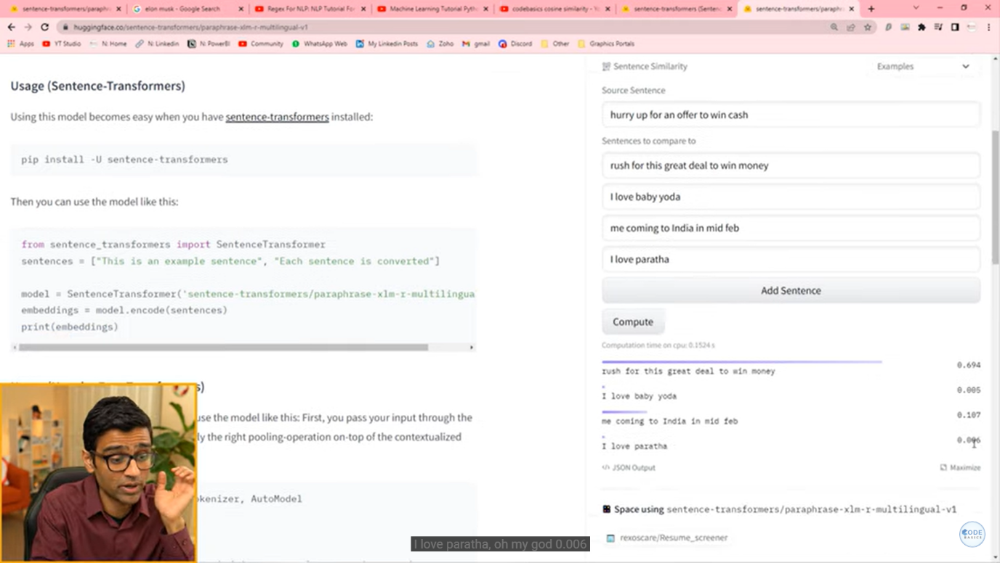 sentence-transformers/paraphr
elon musk - Google Search
Regex For NLP: NLP Tutorial For
Machine Learning Tutorial Pyth
codebasics cosine similarity - Yo
sentence-transformers (Senten
sentence-transformers/paraphr
huggingface.co/sentence-transformers/paraphrase-xlm-r-multilingual-v1
Apps YT Studio N: Home N: Linkedin N: PowerBI Community WhatsApp Web My Linkedin Posts Zoho gmail Discord Other Graphics Portals
Usage (Sentence-Transformers)
Using this model becomes easy when you have sentence-transformers installed:
pip install -U sentence-transformers
Then you can use the model like this:
from sentence_transformers import SentenceTransformer
sentences = ["This is an example sentence", "Each sentence is converted"]
model = SentenceTransformer('sentence-transformers/paraphrase-xlm-r-multilingua
embeddings = model.encode(sentences)
print(embeddings)
s)
use the model like this: First, you pass your input through the
ly the right pooling-operation on-top of the contextualized
okenizer, AutoModel
Sentence Similarity
Examples
Source Sentence
hurry up for an offer to win cash
Sentences to compare to
rush for this great deal to win money
I love baby yoda
me coming to India in mid feb
I love paratha
Add Sentence
Compute
Computation time on cpu: 0.1524 s
rush for this great deal to win money 0.694
I love baby yoda 0.005
me coming to India in mid feb 0.107
I love paratha 0.006
</> JSON Output
Maximize
Space using sentence-transformers/paraphrase-xlm-r-multilingual-v1
rexoscare/Resume_screener
CODE
BASICS
I love paratha, oh my god 0.006